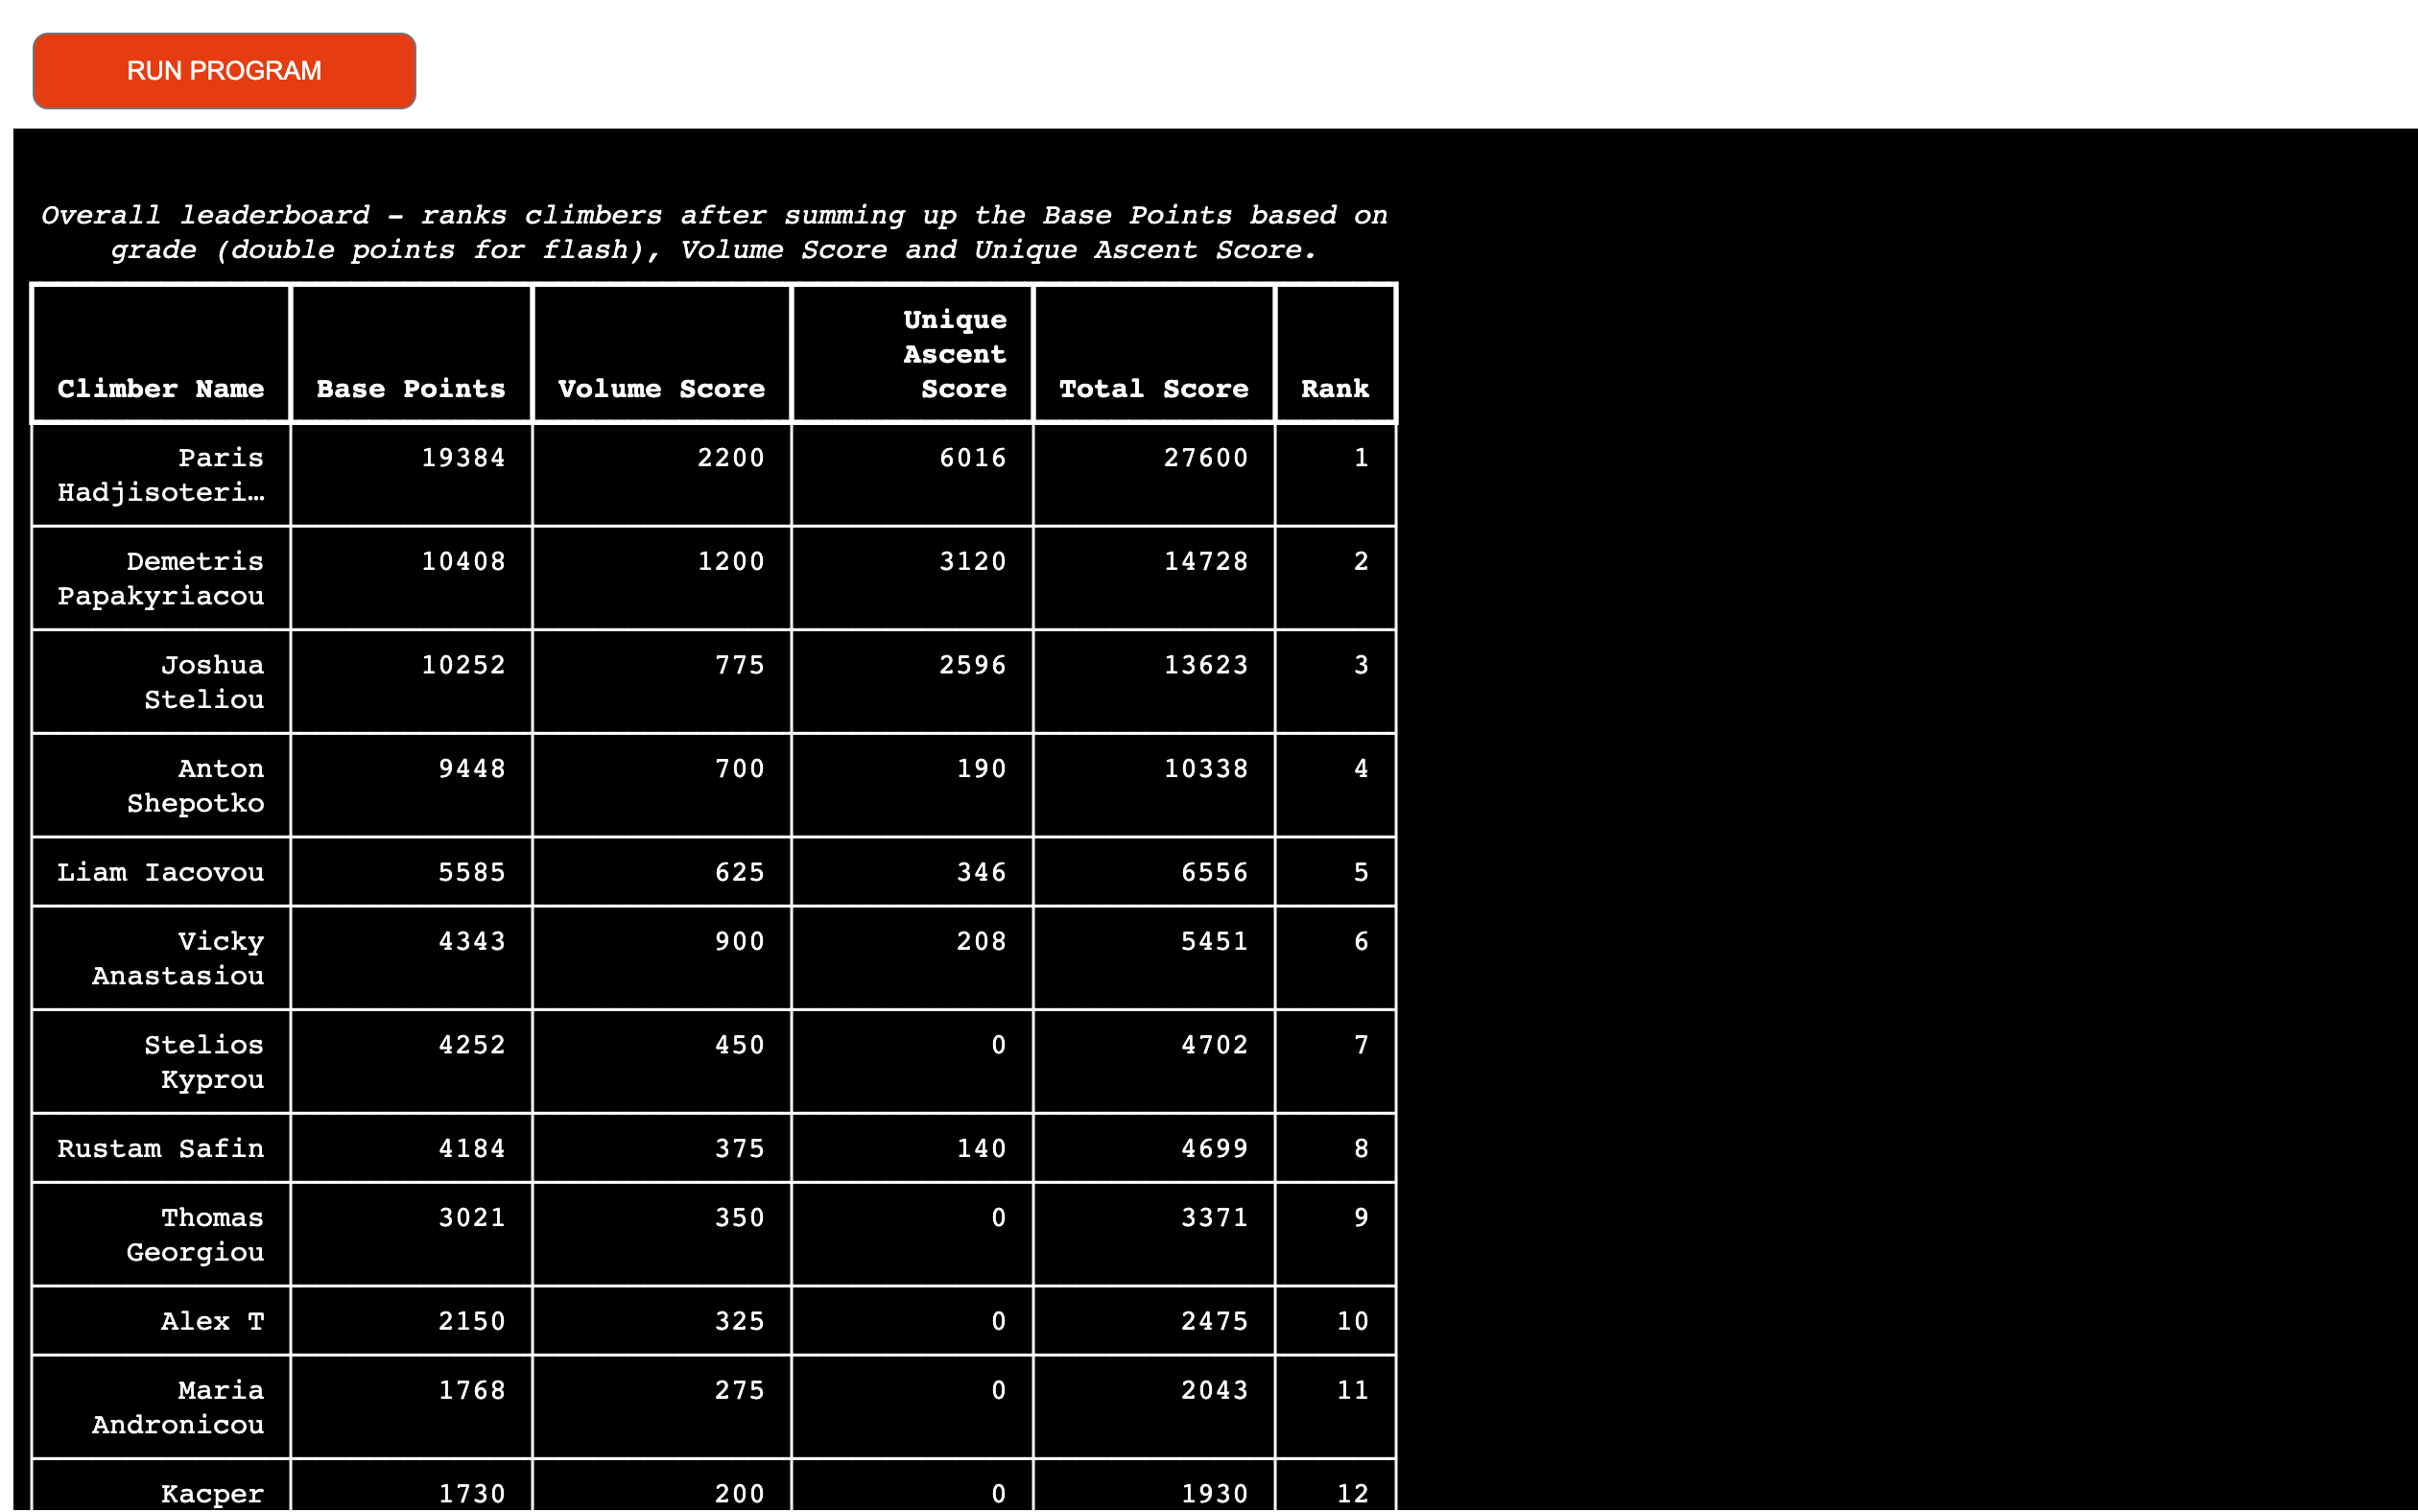 RUN PROGRAM
Overall leaderboard – ranks climbers after summing up the Base Points based on
grade (double points for flash), Volume Score and Unique Ascent Score.
Unique
Ascent
Climber Name Base Points Volume Score Score Total Score Rank
Paris 19384 2200 6016 27600 1
Hadjisoteri…
Demetris 10408 1200 3120 14728 2
Papakyriacou
Joshua 10252 775 2596 13623 3
Steliou
Anton 9448 700 190 10338 4
Shepotko
Liam Iacovou 5585 625 346 6556 5
Vicky 4343 900 208 5451 6
Anastasiou
Stelios 4252 450 0 4702 7
Kyprou
Rustam Safin 4184 375 140 4699 8
Thomas 3021 350 0 3371 9
Georgiou
Alex T 2150 325 0 2475 10
Maria 1768 275 0 2043 11
Andronicou
Kacper 1730 200 0 1930 12